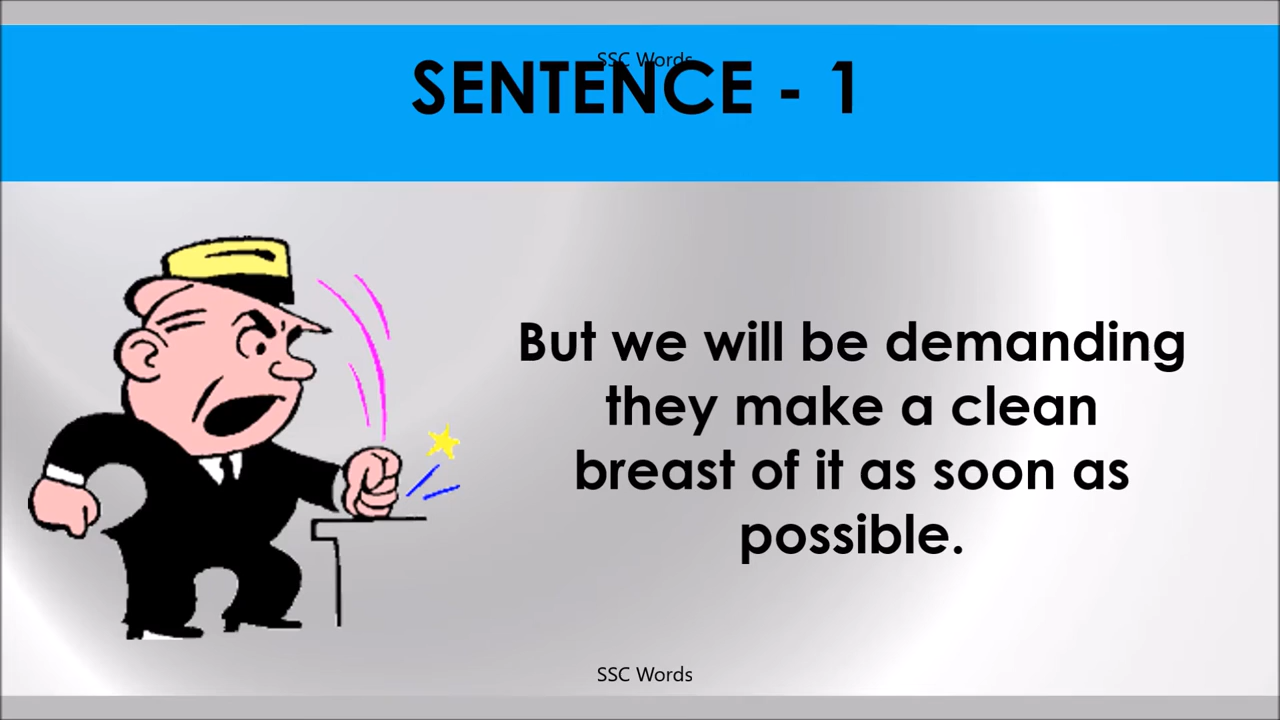 SSC Words
SENTENCE - 1
But we will be demanding
they make a clean
breast of it as soon as
possible.
SSC Words